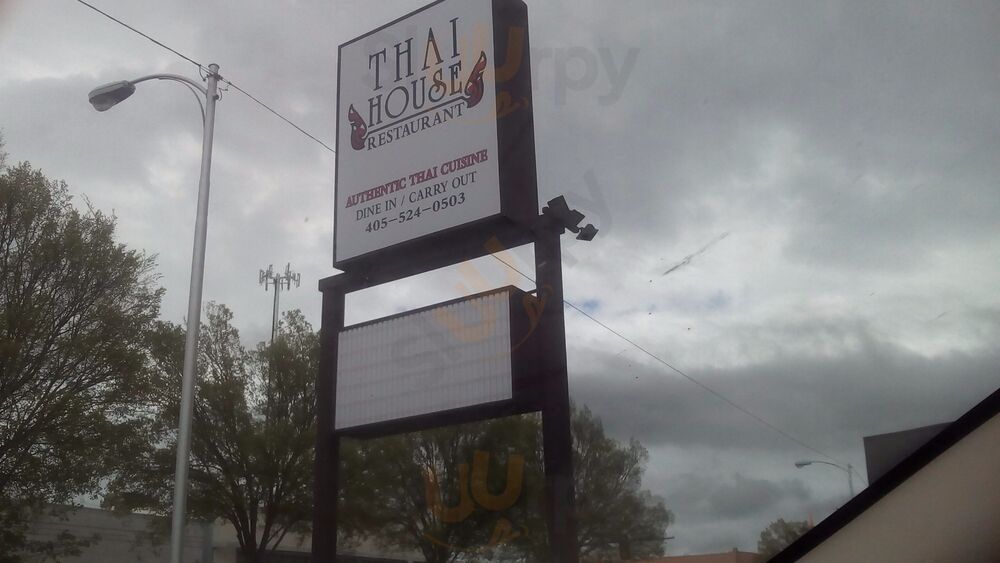 THAI
HOUSE
RESTAURANT
AUTHENTIC THAI CUISINE
DINE IN / CARRY OUT
405-524-0503